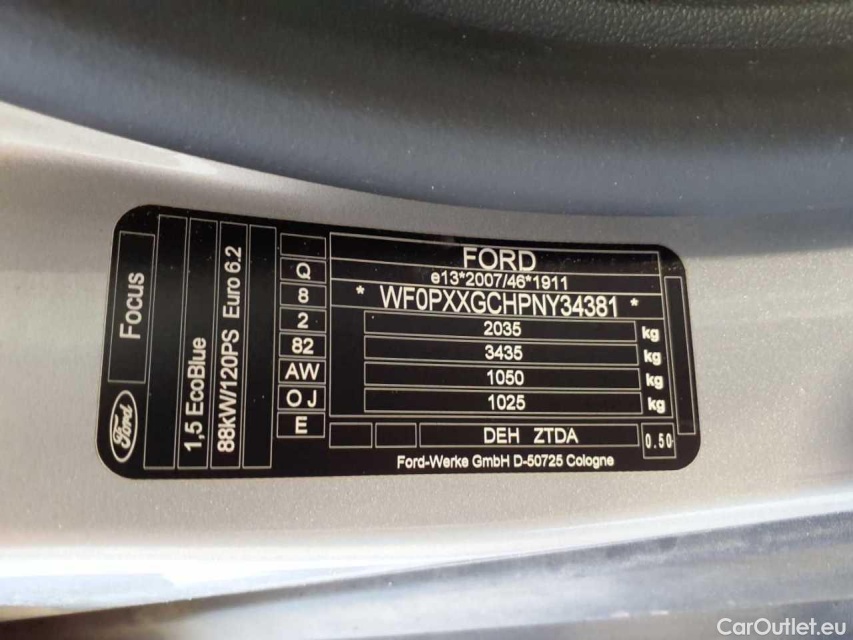 FORD
e13*2007/46*1911
* WF0PXXGCHPNY34381 *
2035 kg
3435 kg
1050 kg
1025 kg
DEH ZTDA 0.50
Ford-Werke GmbH D-50725 Cologne
Q
8
2
82
AW
OJ
E
Focus
Ford
1,5 EcoBlue
88kW/120PS Euro 6.2
CarOutlet.eu